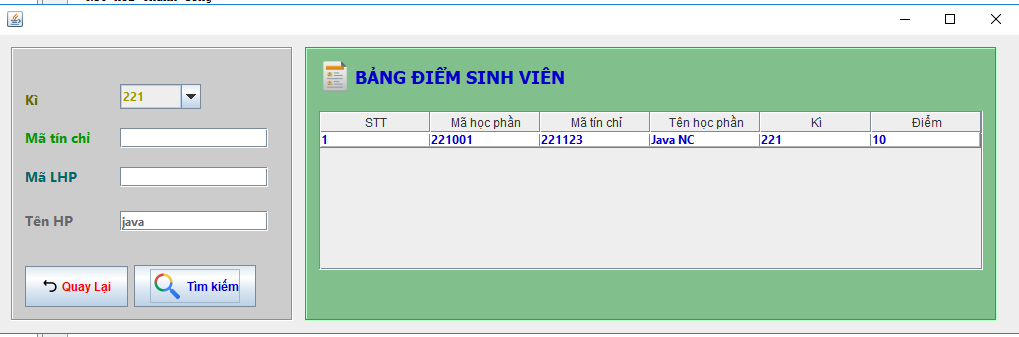 Kì
221
Mã tín chỉ
Mã LHP
Tên HP
java
Quay Lại
Tìm kiếm
BẢNG ĐIỂM SINH VIÊN
STT Mã học phần Mã tín chỉ Tên học phần Kì Điểm
1 221001 221123 Java NC 221 10